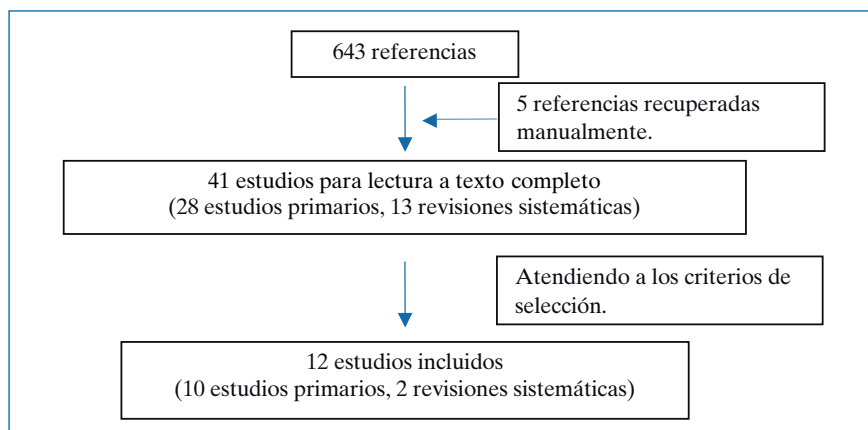 643 referencias
5 referencias recuperadas
manualmente.
41 estudios para lectura a texto completo
(28 estudios primarios, 13 revisiones sistemáticas)
Atendiendo a los criterios de
selección.
12 estudios incluidos
(10 estudios primarios, 2 revisiones sistemáticas)